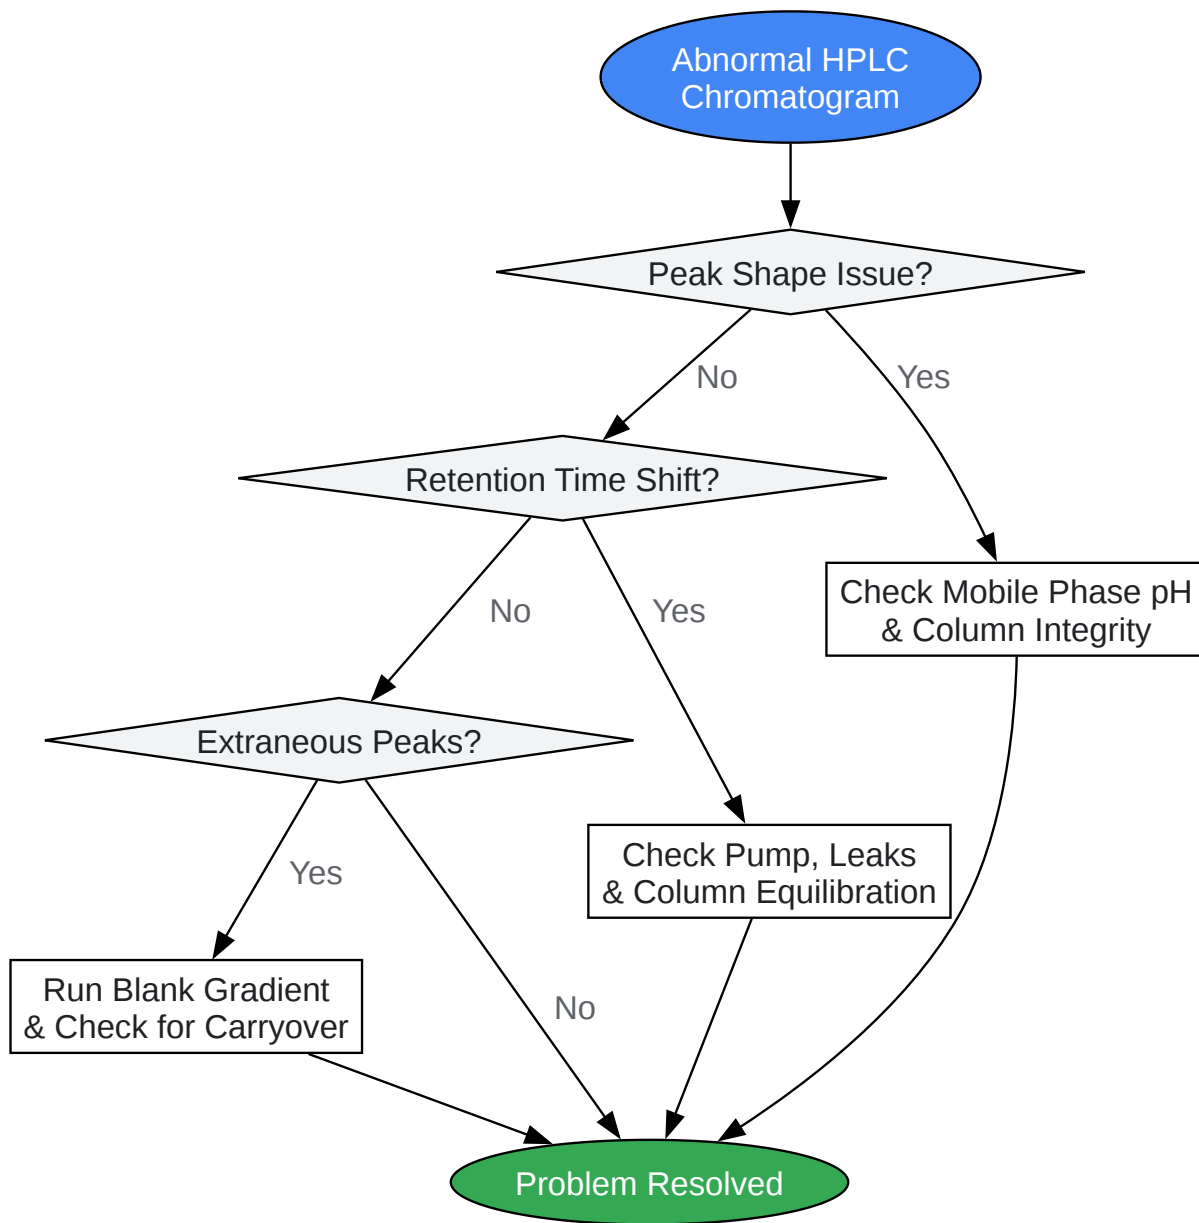 Abnormal HPLC
Chromatogram
Peak Shape Issue?
No
Yes
Retention Time Shift?
No
Yes
Check Mobile Phase pH
& Column Integrity
Extraneous Peaks?
Yes
No
Check Pump, Leaks
& Column Equilibration
Run Blank Gradient
& Check for Carryover
Problem Resolved